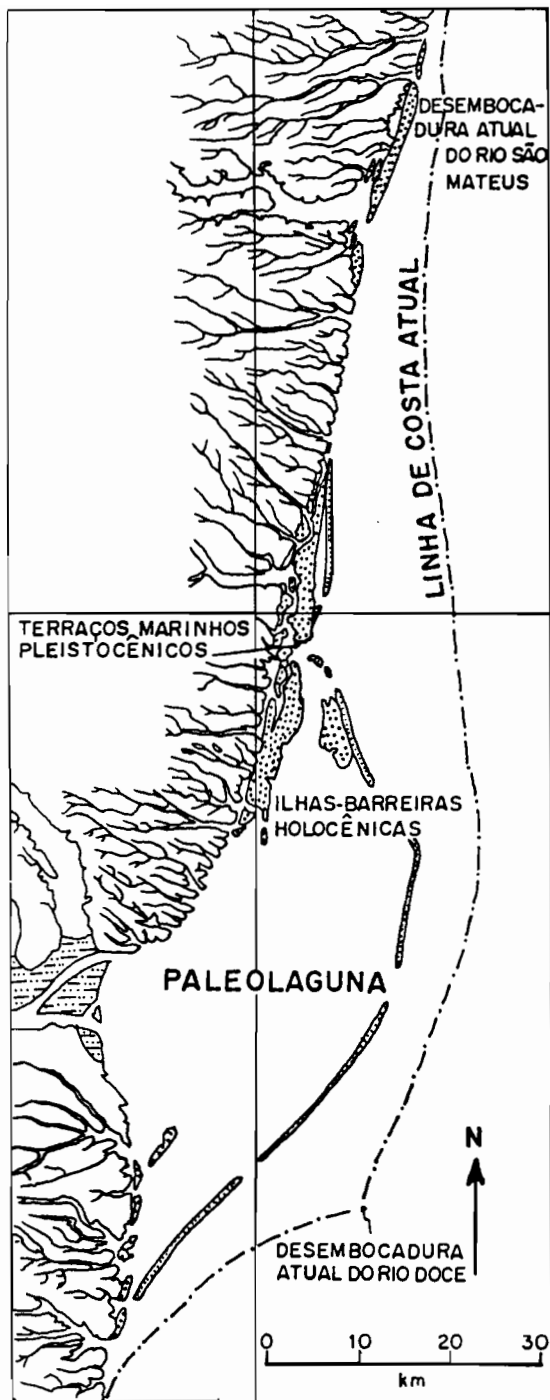 DESEMBOCA-
DURA ATUAL
DO RIO SÃO
MATEUS
LINHA DE COSTA ATUAL
TERRAÇOS MARINHOS
PLEISTOCÊNICOS
ILHAS-BARREIRAS
HOLOCÊNICAS
PALEOLAGUNA
N
DESEMBOCADURA
ATUAL DO RIO DOCE
0 10 20 30
km